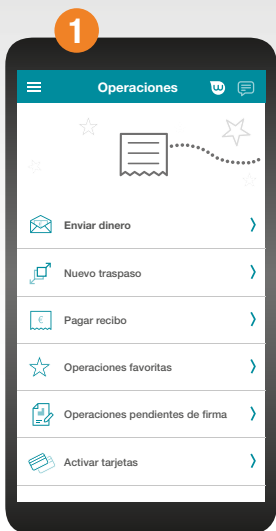 1
Operaciones
Enviar dinero
Nuevo traspaso
€
Pagar recibo
Operaciones favoritas
Operaciones pendientes de firma
Activar tarjetas